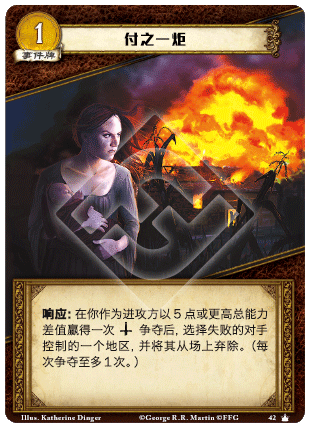 1
事件牌
付之一炬
响应: 在你作为进攻方以 5 点或更高总能力
差值赢得一次 争夺后, 选择失败的对手
控制的一个地区, 并将其从场上弃除。(每
次争夺至多 1 次。)
Illus. Katherine Dinger ©George R.R. Martin ©FFG 42